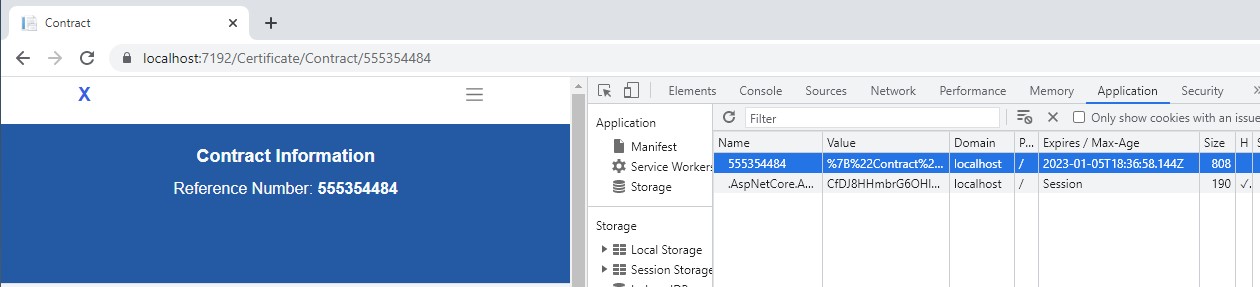 Contract
localhost:7192/Certificate/Contract/555354484
X
Contract Information
Reference Number: 555354484
Elements Console Sources Network Performance Memory Application Security »
Application
Manifest
Service Workers
Storage
Storage
Local Storage
Session Storage
Filter
Only show cookies with an issue
Name Value Domain P... Expires / Max-Age Size H S
555354484 %7B%22Contract%2... localhost / 2023-01-05T18:36:58.144Z 808
.AspNetCore.A... CfDJ8HHmbrG6OHl... localhost / Session 190 ✓.